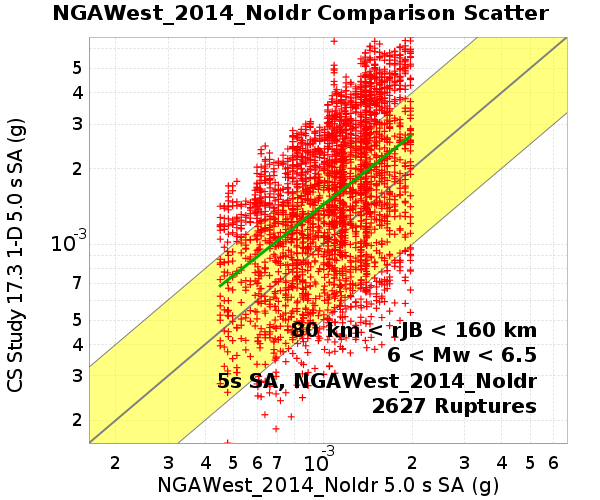 NGAWest_2014_NoIdr Comparison Scatter
CS Study 17.3 1-D 5.0 s SA (g)
5
4
3
2
10-3
7
5
4
3
2
80 km < rJB < 160 km
6 < Mw < 6.5
5s SA, NGAWest_2014_NoIdr
2627 Ruptures
2 3 4 5 6 7 10-3 2 3 4 5 6
NGAWest_2014_NoIdr 5.0 s SA (g)